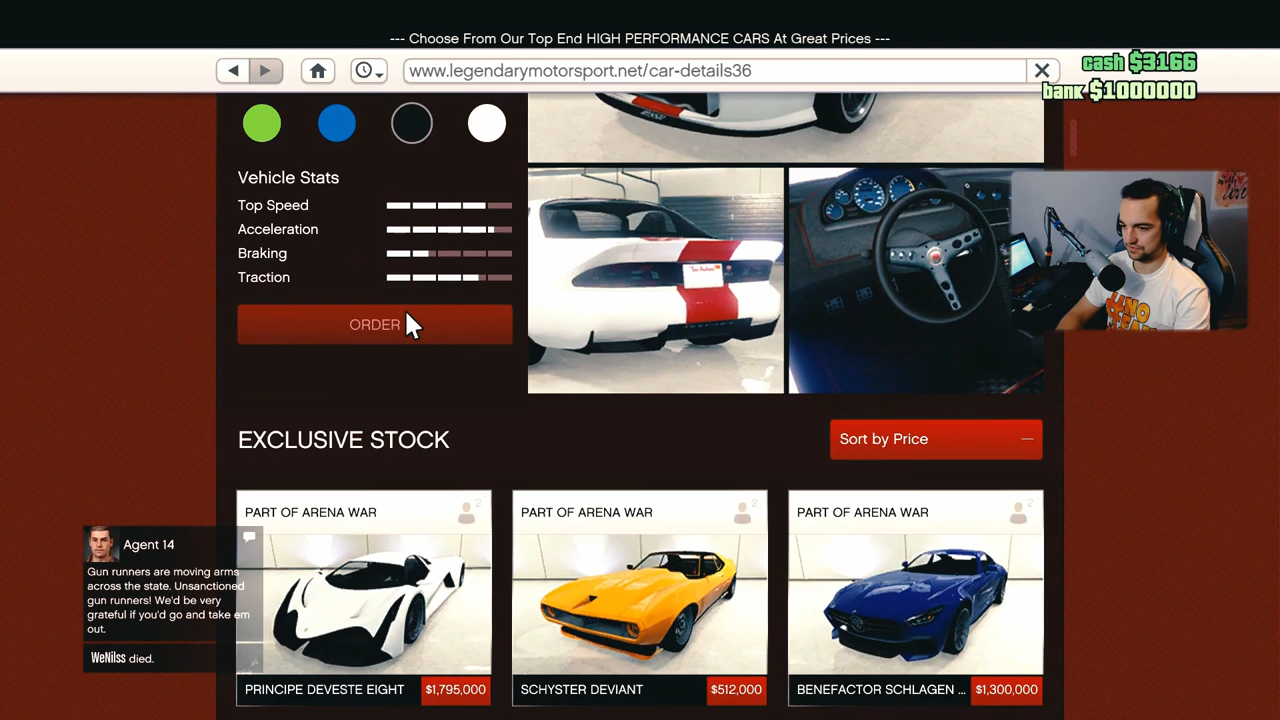 --- Choose From Our Top End HIGH PERFORMANCE CARS At Great Prices ---
www.legendarymotorsport.net/car-details36
cash $3166
bank $1000000
Vehicle Stats
Top Speed
Acceleration
Braking
Traction
ORDER
EXCLUSIVE STOCK
Sort by Price
PART OF ARENA WAR
2
PART OF ARENA WAR
2
PART OF ARENA WAR
2
Agent 14
Gun runners are moving arms
across the state. Unsanctioned
gun runners! We'd be very
grateful if you'd go and take em
out.
WeNilss died.
PRINCIPE DEVESTE EIGHT
$1,795,000
SCHYSTER DEVIANT
$512,000
BENEFACTOR SCHLAGEN ...
$1,300,000